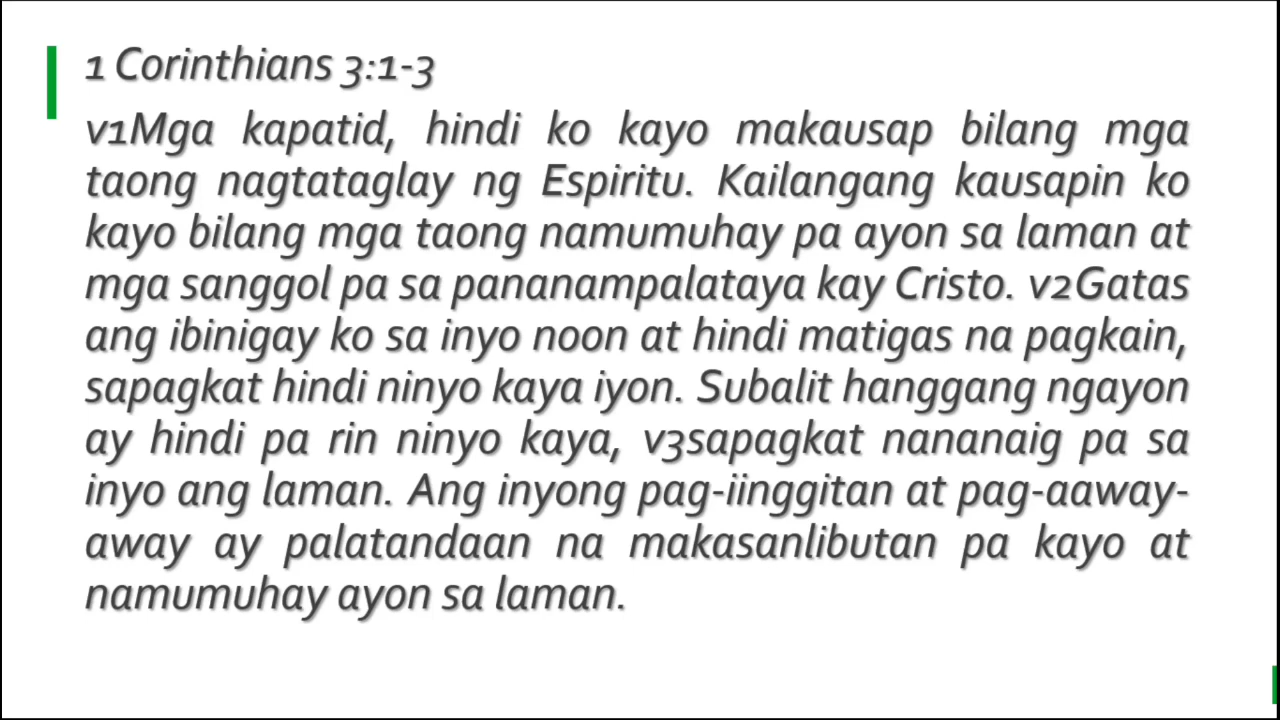 1 Corinthians 3:1-3
v1Mga kapatid, hindi ko kayo makausap bilang mga
taong nagtataglay ng Espiritu. Kailangang kausapin ko
kayo bilang mga taong namumuhay pa ayon sa laman at
mga sanggol pa sa pananampalataya kay Cristo. v2Gatas
ang ibinigay ko sa inyo noon at hindi matigas na pagkain,
sapagkat hindi ninyo kaya iyon. Subalit hanggang ngayon
ay hindi pa rin ninyo kaya, v3sapagkat nananaig pa sa
inyo ang laman. Ang inyong pag-iinggitan at pag-aaway-
away ay palatandaan na makasanlibutan pa kayo at
namumuhay ayon sa laman.